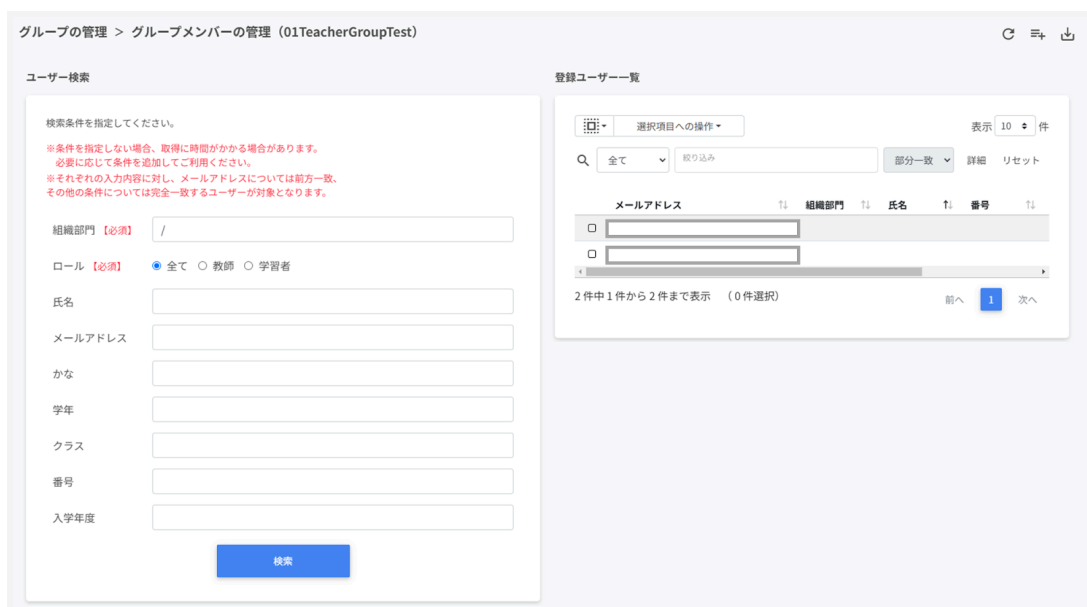 グループの管理 ＞ グループメンバーの管理（01TeacherGroupTest）
ユーザー検索
検索条件を指定してください。
※条件を指定しない場合、取得に時間がかかる場合があります。
必要に応じて条件を追加してご利用ください。
※それぞれの入力内容に対し、メールアドレスについては前方一致、
その他の条件については完全一致するユーザーが対象となります。
組織部門 【必須】 /
ロール 【必須】 全て 教師 学習者
氏名
メールアドレス
かな
学年
クラス
番号
入学年度
検索
登録ユーザー一覧
選択項目への操作 表示 10 件
全て 絞り込み 部分一致 詳細 リセット
メールアドレス 組織部門 氏名 番号
2 件中 1 件から 2 件まで表示 （ 0 件選択） 前へ 1 次へ